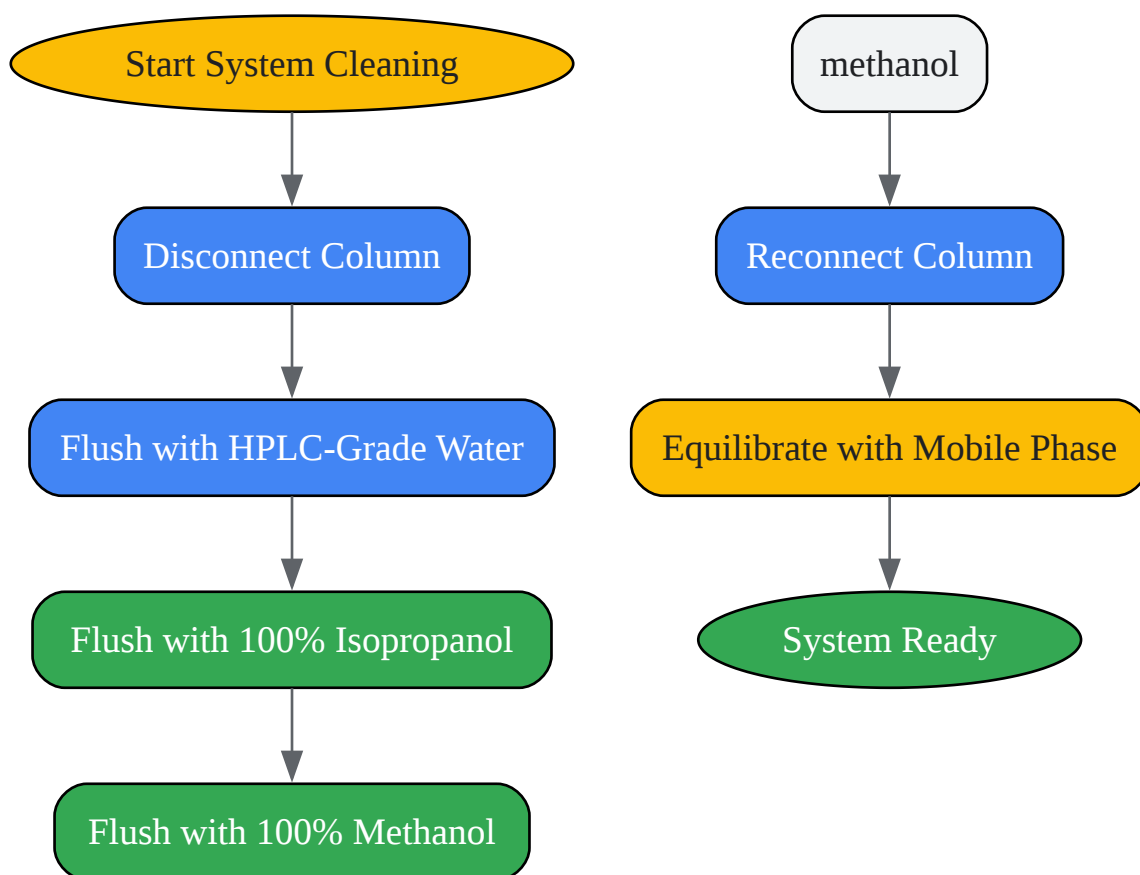 Start System Cleaning
Disconnect Column
Flush with HPLC-Grade Water
Flush with 100% Isopropanol
Flush with 100% Methanol
methanol
Reconnect Column
Equilibrate with Mobile Phase
System Ready